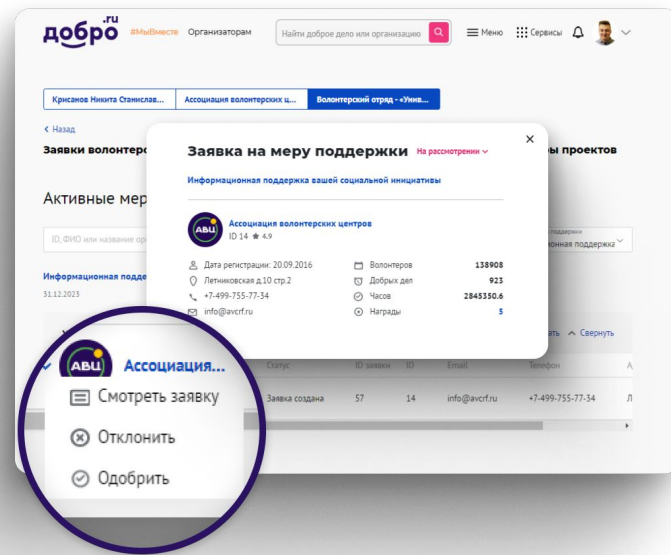 добро.ru
#МыВместе Организаторам Найти доброе дело или организацию Меню Сервисы
Крисанов Никита Станислав... Ассоциация волонтерских ц... Волонтерский отряд - «Унив...
Назад
Заявки волонтерс
ы проектов
Заявка на меру поддержки На рассмотрении
Информационная поддержка вашей социальной инициативы
АВЦ
Ассоциация волонтерских центров
ID 14 ★ 4.9
Дата регистрации: 20.09.2016
Летниковская д.10 стр.2
+7-499-755-77-34
info@avcrf.ru
Волонтеров 138908
Добрых дел 923
Часов 2845350.6
Награды 5
Активные мер
ID, ФИО или название ор
поддержки
онная поддержка
Информационная подде
31.12.2023
ать Свернуть
Статус ID заявки ID Email Телефон
Заявка создана 57 14 info@avcrf.ru +7-499-755-77-34 Л
АВЦ Ассоциация...
Смотреть заявку
Отклонить
Одобрить